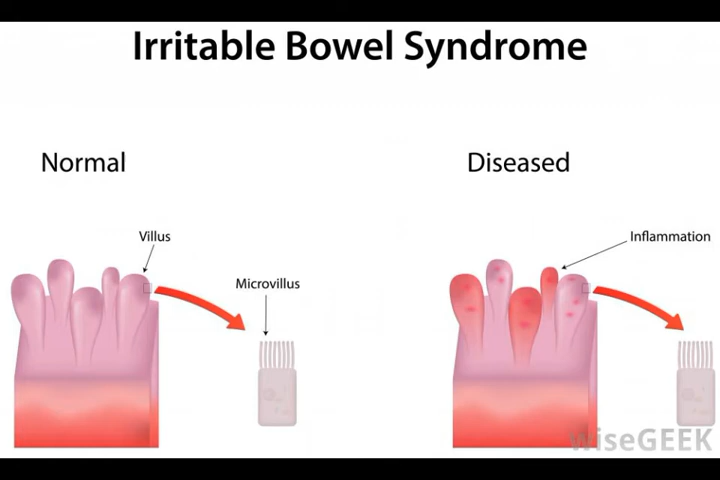 Irritable Bowel Syndrome
Normal
Diseased
Villus
Inflammation
Microvillus
wiseGEEK